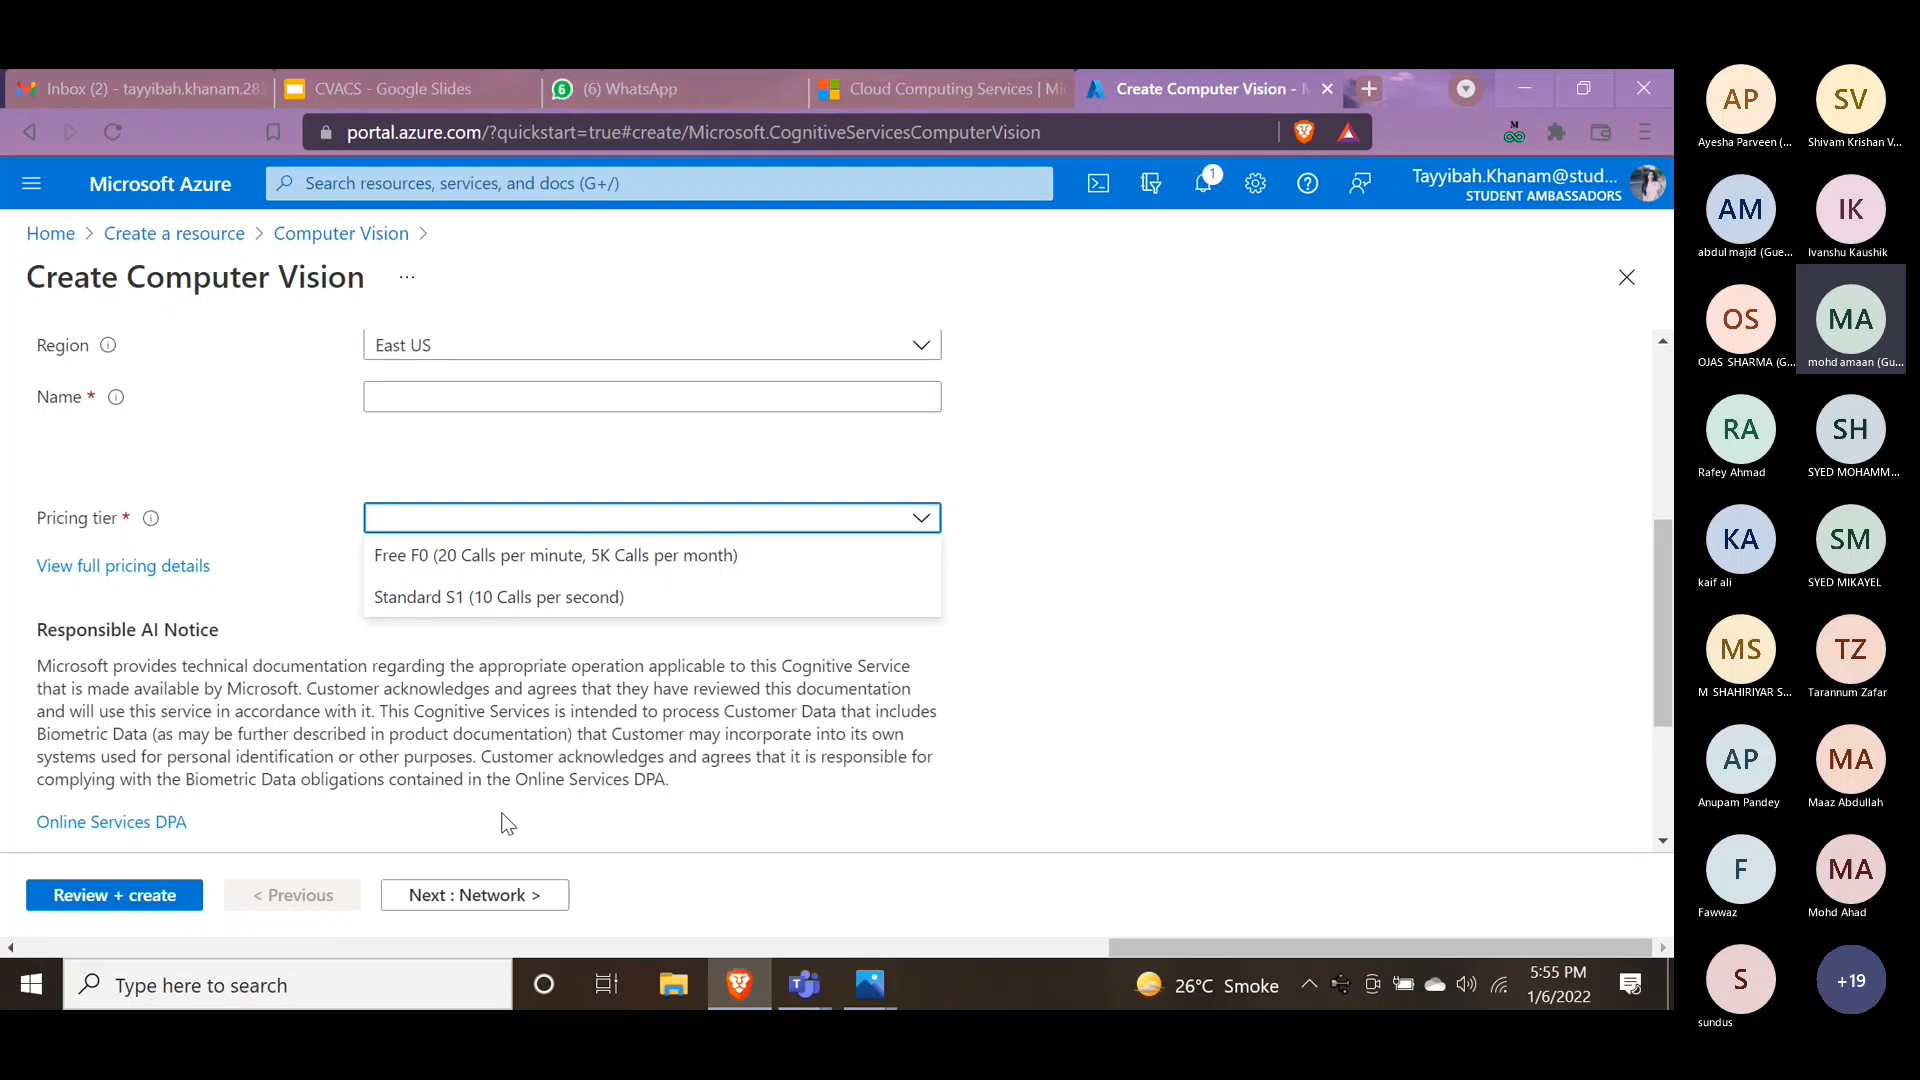 Inbox (2) - tayyibah.khanam.283
CVACS - Google Slides
6
(6) WhatsApp
Cloud Computing Services | Mic
Create Computer Vision - M
portal.azure.com/?quickstart=true#create/Microsoft.CognitiveServicesComputerVision
Microsoft Azure
Search resources, services, and docs (G+/)
1
Tayyibah.Khanam@stud...
STUDENT AMBASSADORS
Home > Create a resource > Computer Vision >
Create Computer Vision ...
Region
East US
Name *
Pricing tier *
Free F0 (20 Calls per minute, 5K Calls per month)
Standard S1 (10 Calls per second)
View full pricing details
Responsible AI Notice
Microsoft provides technical documentation regarding the appropriate operation applicable to this Cognitive Service
that is made available by Microsoft. Customer acknowledges and agrees that they have reviewed this documentation
and will use this service in accordance with it. This Cognitive Services is intended to process Customer Data that includes
Biometric Data (as may be further described in product documentation) that Customer may incorporate into its own
systems used for personal identification or other purposes. Customer acknowledges and agrees that it is responsible for
complying with the Biometric Data obligations contained in the Online Services DPA.
Online Services DPA
Review + create
< Previous
Next : Network >
Type here to search
26°C Smoke
5:55 PM
1/6/2022
AP
Ayesha Parveen (...
SV
Shivam Krishan V...
AM
abdul majid (Gue...
IK
Ivanshu Kaushik
OS
OJAS SHARMA (G...
MA
mohd amaan (Gu...
RA
Rafey Ahmad
SH
SYED MOHAMM...
KA
kaif ali
SM
SYED MIKAYEL
MS
M SHAHIRIYAR S...
TZ
Tarannum Zafar
AP
Anupam Pandey
MA
Maaz Abdullah
F
Fawwaz
MA
Mohd Ahad
S
sundus
+19